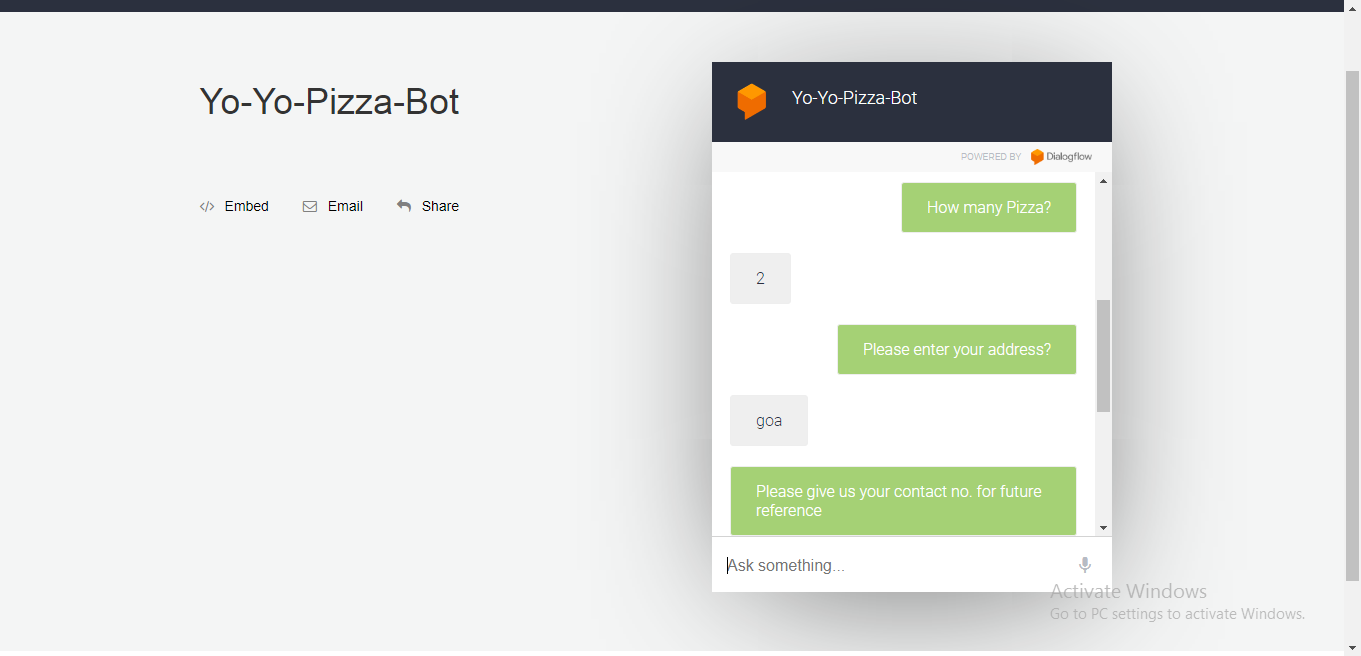 Yo-Yo-Pizza-Bot
</> Embed
Email
Share
Yo-Yo-Pizza-Bot
POWERED BY Dialogflow
How many Pizza?
2
Please enter your address?
goa
Please give us your contact no. for future
reference
Ask something...
Activate Windows
Go to PC settings to activate Windows.